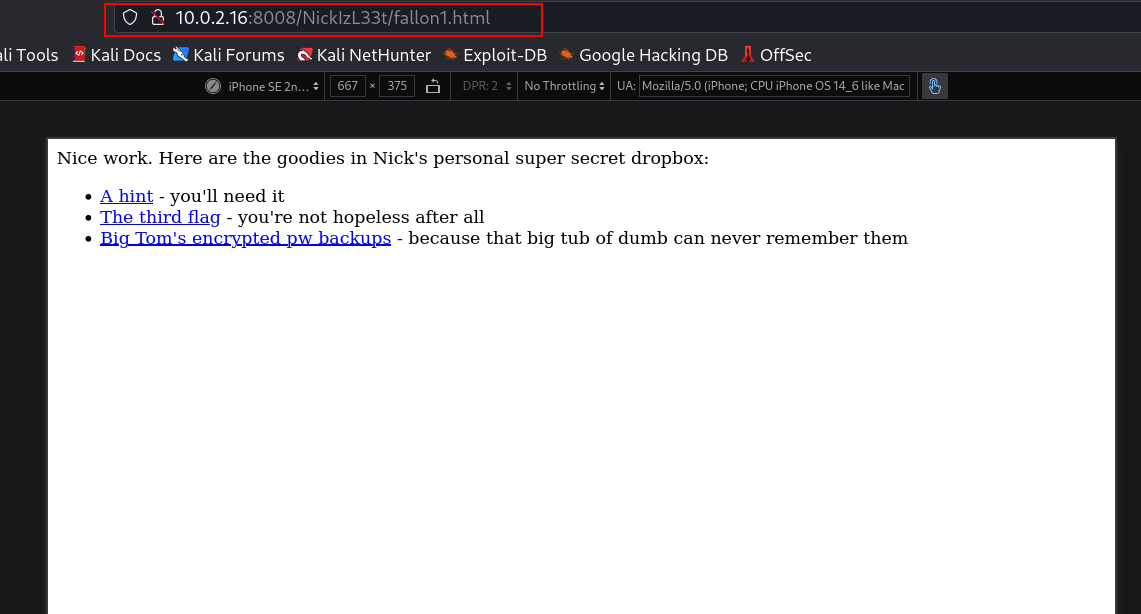 10.0.2.16:8008/NickIzL33t/fallon1.html
ali Tools Kali Docs Kali Forums Kali NetHunter Exploit-DB Google Hacking DB OffSec
iPhone SE 2n... 667 × 375 DPR: 2 No Throttling UA: Mozilla/5.0 (iPhone; CPU iPhone OS 14_6 like Mac
Nice work. Here are the goodies in Nick's personal super secret dropbox:
• A hint - you'll need it
• The third flag - you're not hopeless after all
• Big Tom's encrypted pw backups - because that big tub of dumb can never remember them